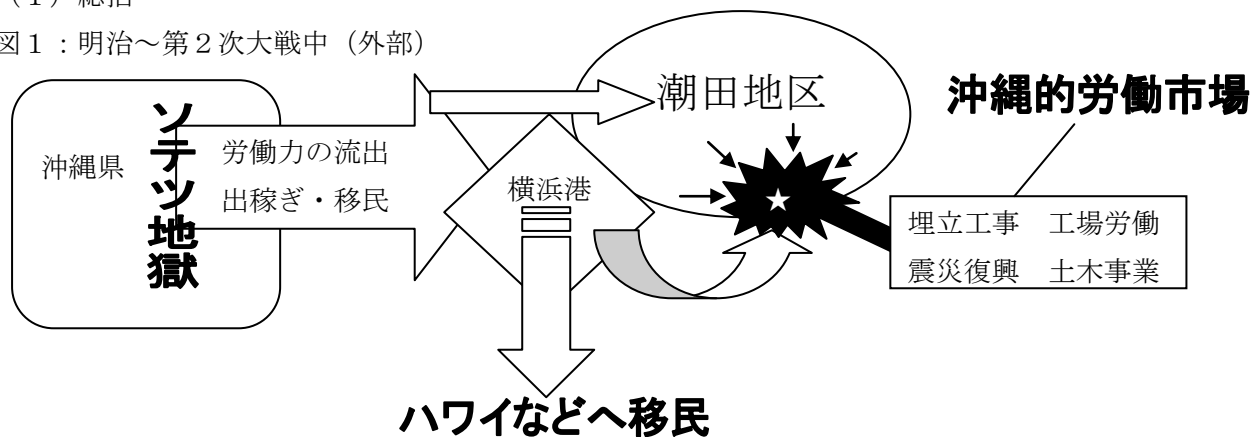 （１）総括
図１：明治～第２次大戦中（外部）
沖縄県
ソテツ地獄
労働力の流出
出稼ぎ・移民
横浜港
潮田地区
沖縄的労働市場
埋立工事　工場労働
震災復興　土木事業
ハワイなどへ移民